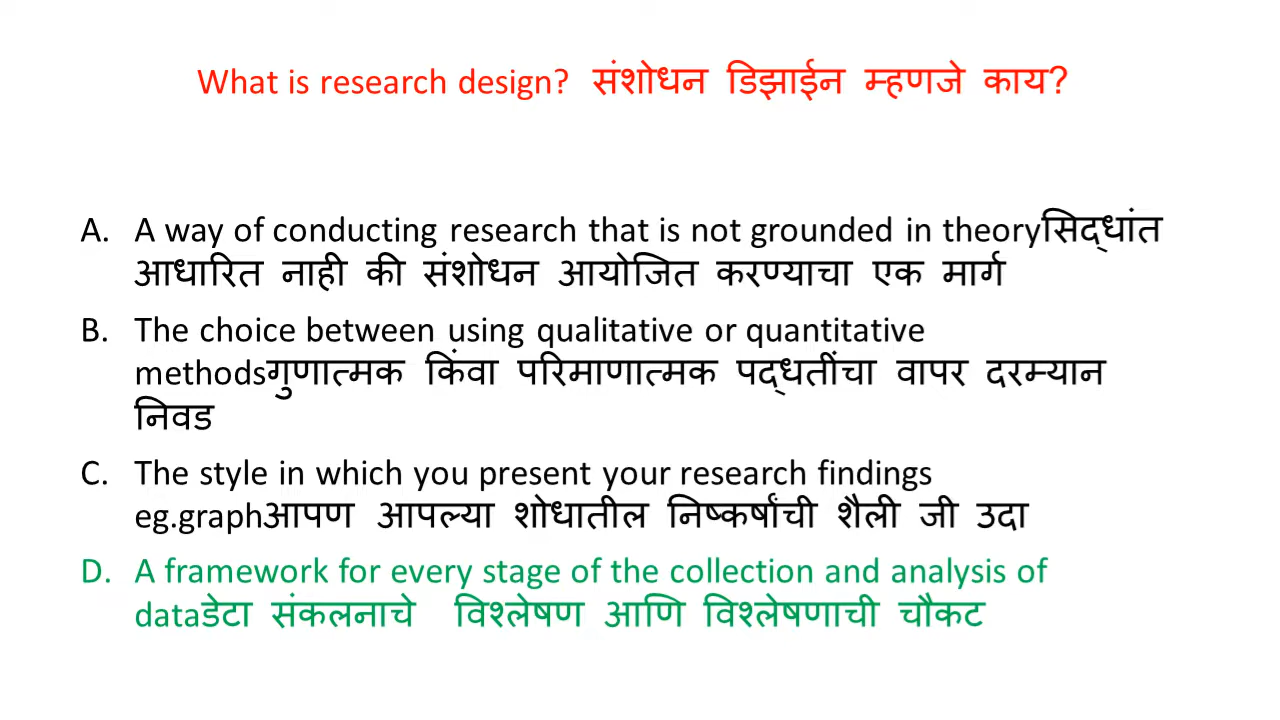 What is research design? संशोधन डिझाईन म्हणजे काय?
A. A way of conducting research that is not grounded in theoryसिद्धांत
आधारित नाही की संशोधन आयोजित करण्याचा एक मार्ग
B. The choice between using qualitative or quantitative
methodsगुणात्मक किंवा परिमाणात्मक पद्धतींचा वापर दरम्यान
निवड
C. The style in which you present your research findings
eg.graphआपण आपल्या शोधातील निष्कर्षांची शैली जी उदा
D. A framework for every stage of the collection and analysis of
dataडेटा संकलनाचे विश्लेषण आणि विश्लेषणाची चौकट